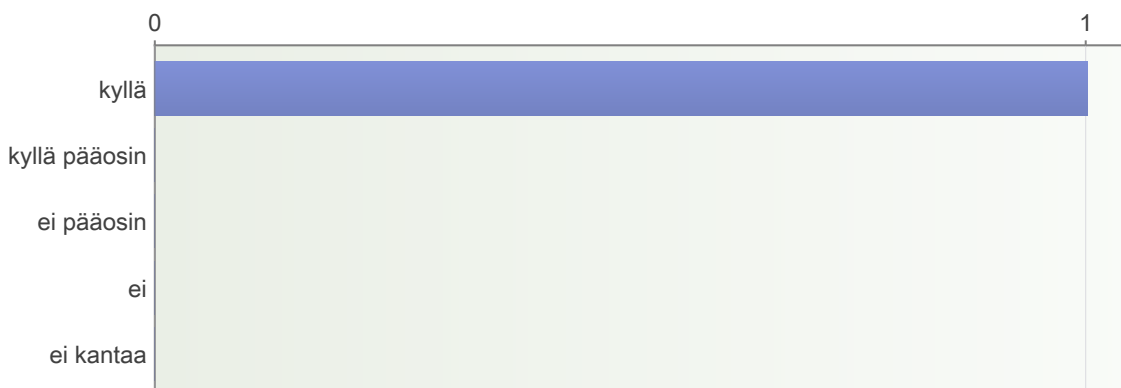 0 1
kyllä
kyllä pääosin
ei pääosin
ei
ei kantaa